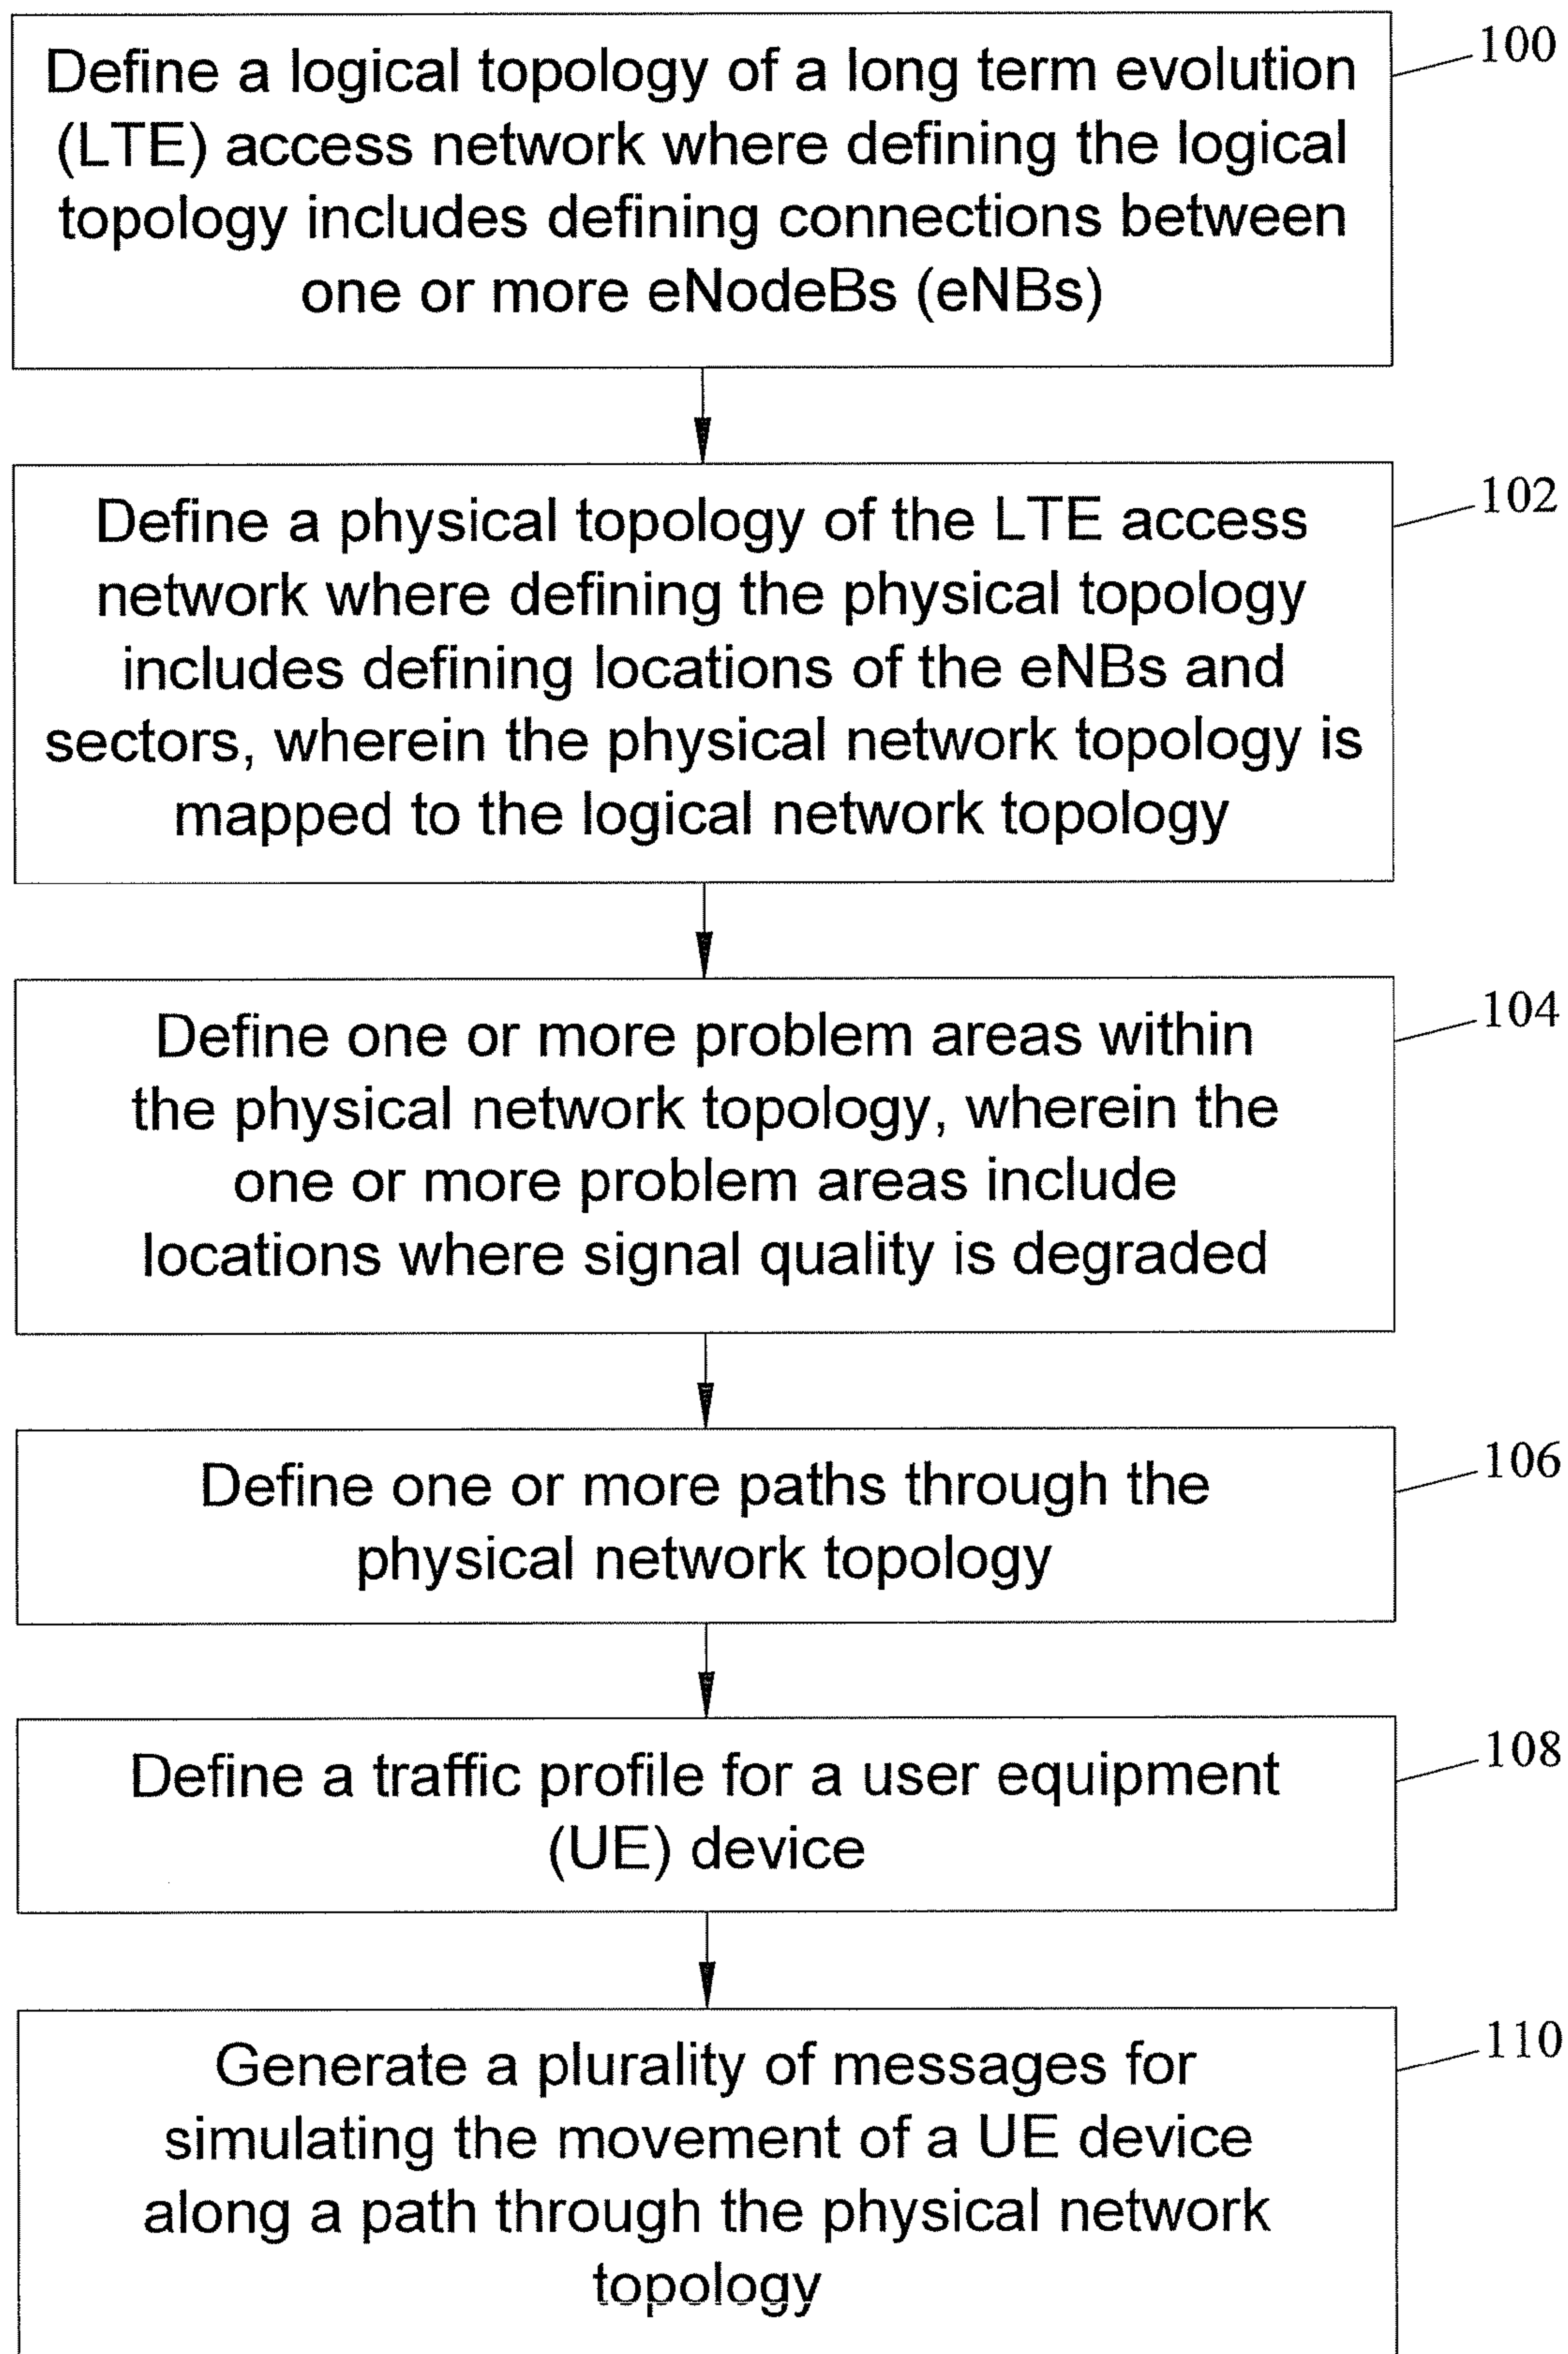 Define a logical topology of a long term evolution
(LTE) access network where defining the logical
topology includes defining connections between
one or more eNodeBs (eNBs)
100
Define a physical topology of the LTE access
network where defining the physical topology
includes defining locations of the eNBs and
sectors, wherein the physical network topology is
mapped to the logical network topology
102
Define one or more problem areas within
the physical network topology, wherein the
one or more problem areas include
locations where signal quality is degraded
104
Define one or more paths through the
physical network topology
106
Define a traffic profile for a user equipment
(UE) device
108
Generate a plurality of messages for
simulating the movement of a UE device
along a path through the physical network
topology
110